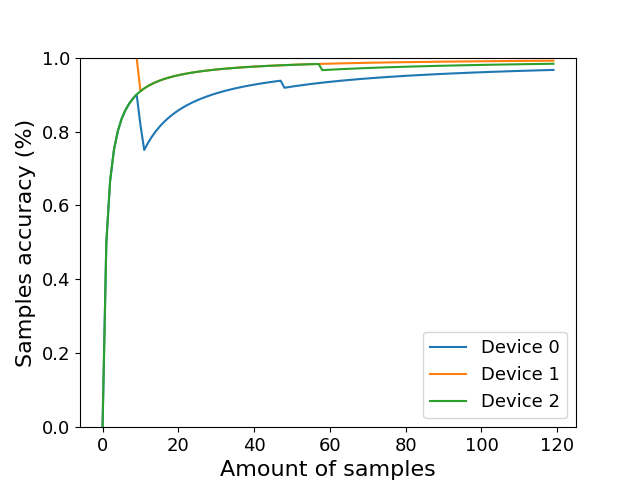 1.0
0.8
0.6
0.4
0.2
0.0
Samples accuracy (%)
0 20 40 60 80 100 120
Amount of samples
Device 0
Device 1
Device 2